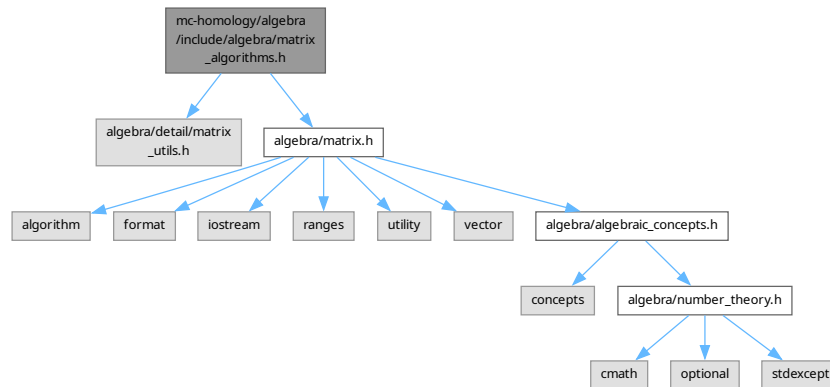 mc-homology/algebra
/include/algebra/matrix
_algorithms.h
algebra/detail/matrix
_utils.h
algebra/matrix.h
algorithm
format
iostream
ranges
utility
vector
algebra/algebraic_concepts.h
concepts
algebra/number_theory.h
cmath
optional
stdexcept